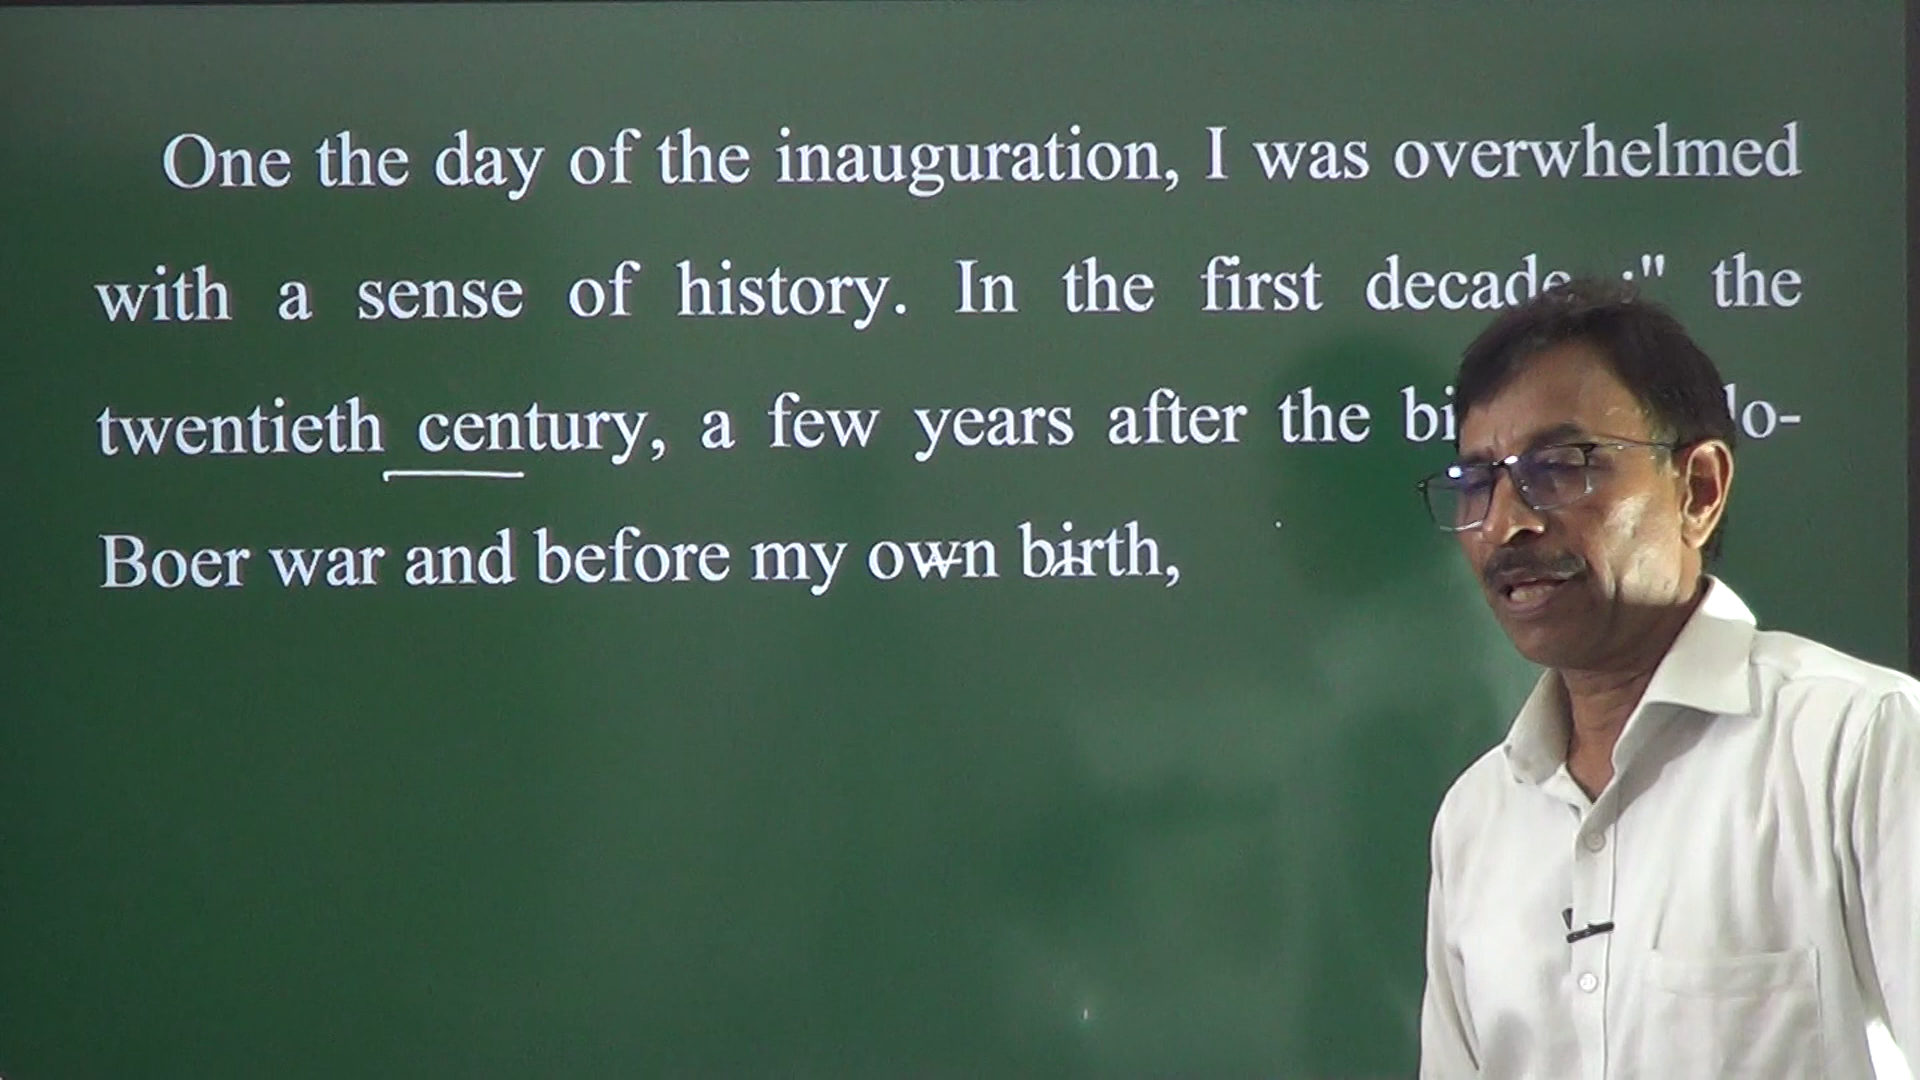 One the day of the inauguration, I was overwhelmed
with a sense of history. In the first decade the
twentieth century, a few years after the
Boer war and before my own birth,